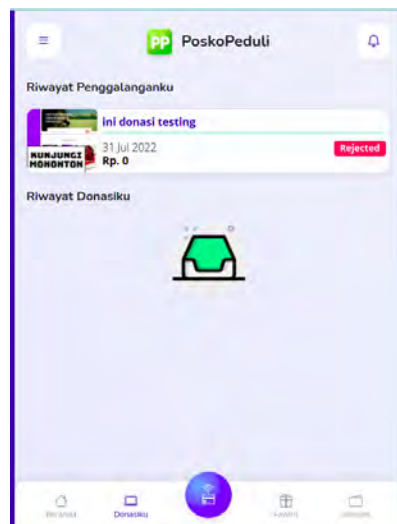 PP PoskoPeduli
Riwayat Penggalanganku
ini donasi testing
31 Jul 2022
Rejected
Rp. 0
KUNJUNGI
MONONTON
Riwayat Donasiku
Beranda
Donasiku